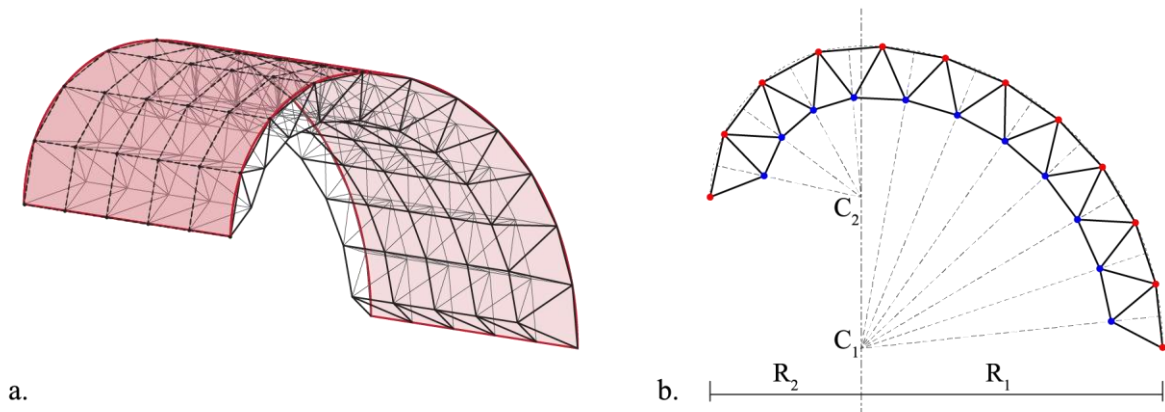 C₂
C₁
R₂ R₁
a. b.